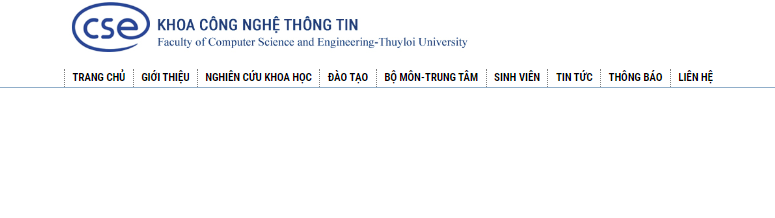 cse KHOA CÔNG NGHỆ THÔNG TIN
Faculty of Computer Science and Engineering-Thuyloi University
TRANG CHỦ GIỚI THIỆU NGHIÊN CỨU KHOA HỌC ĐÀO TẠO BỘ MÔN-TRUNG TÂM SINH VIÊN TIN TỨC THÔNG BÁO LIÊN HỆ